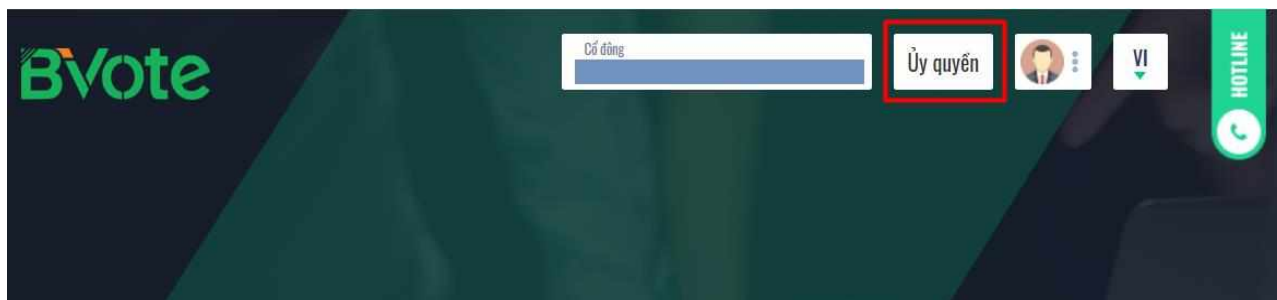 BVote
Cổ đông
Ủy quyền
VI
HOTLINE